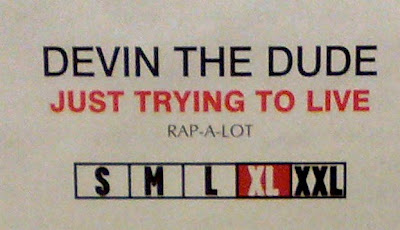 DEVIN THE DUDE
JUST TRYING TO LIVE
RAP-A-LOT
S M L XL XXL